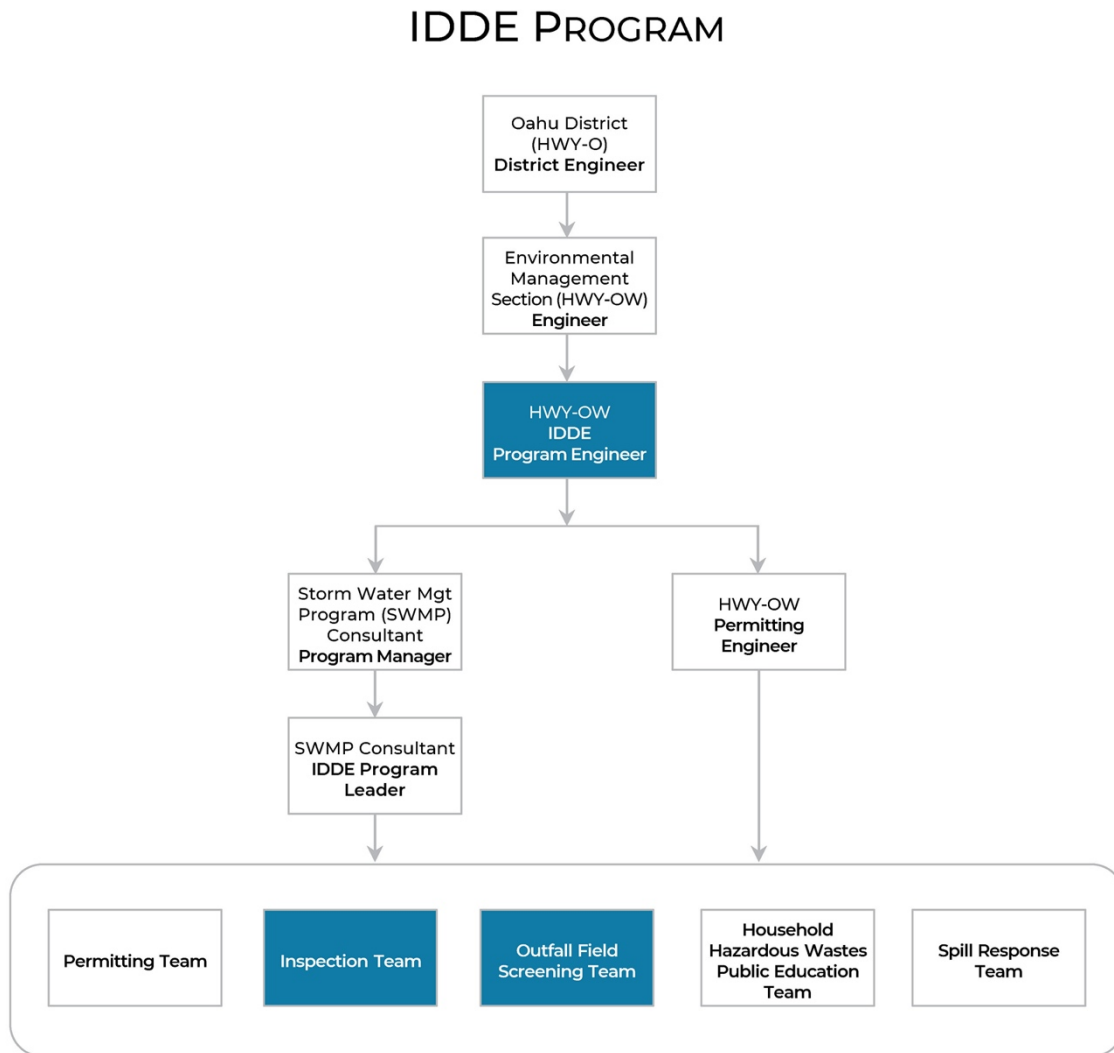 IDDE PROGRAM
Oahu District
(HWY-O)
District Engineer
Environmental
Management
Section (HWY-OW)
Engineer
HWY-OW
IDDE
Program Engineer
Storm Water Mgt
Program (SWMP)
Consultant
Program Manager
HWY-OW
Permitting
Engineer
SWMP Consultant
IDDE Program
Leader
Permitting Team
Inspection Team
Outfall Field
Screening Team
Household
Hazardous Wastes
Public Education
Team
Spill Response
Team